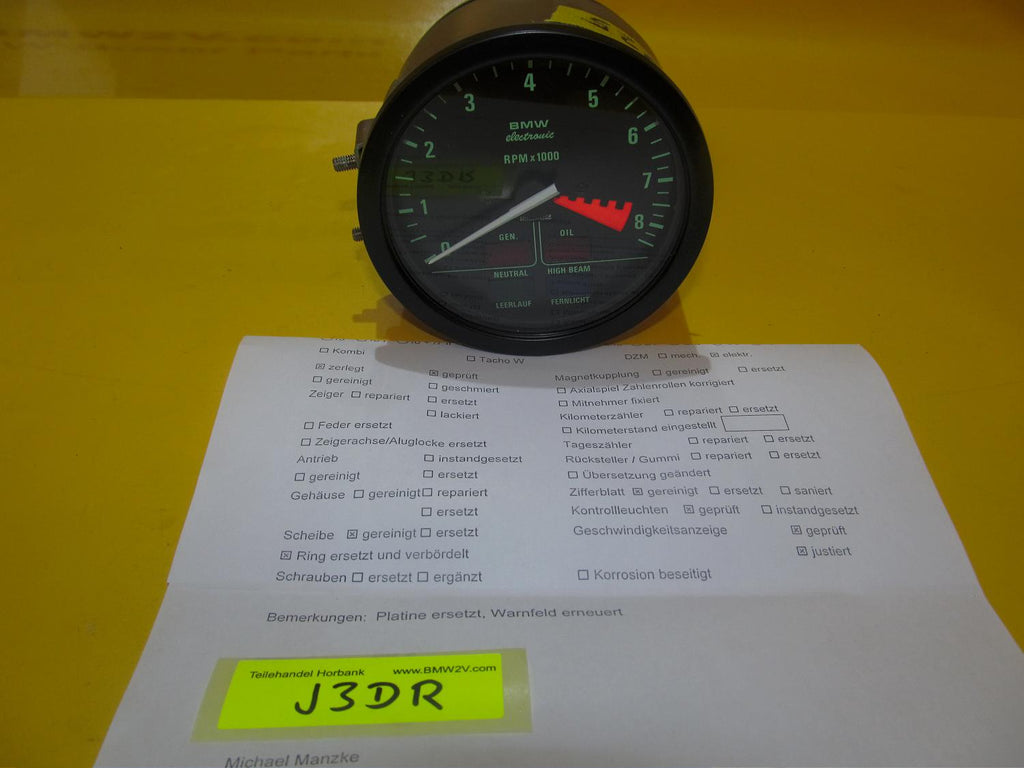 4
3
5
BMW
electronic
6
2
RPM x 1000
7
1
8
0
GEN.
OIL
NEUTRAL
HIGH BEAM
LEERLAUF
FERNLICHT
J3DR
☐ Kombi ☐ Tacho W DZM ☐ mech. ☒ elektr.
☒ zerlegt ☒ geprüft Magnetkupplung ☐ gereinigt ☐ ersetzt
☐ gereinigt ☐ geschmiert ☐ Axialspiel Zahlenrollen korrigiert
Zeiger ☐ repariert ☐ ersetzt ☐ Mitnehmer fixiert
☐ lackiert Kilometerzähler ☐ repariert ☐ ersetzt
☐ Feder ersetzt ☐ Kilometerstand eingestellt
☐ Zeigerachse/Aluglocke ersetzt Tageszähler ☐ repariert ☐ ersetzt
Antrieb ☐ instandgesetzt Rücksteller / Gummi ☐ repariert ☐ ersetzt
☐ gereinigt ☐ ersetzt ☐ Übersetzung geändert
Gehäuse ☐ gereinigt ☐ repariert Zifferblatt ☒ gereinigt ☐ ersetzt ☐ saniert
☐ ersetzt Kontrollleuchten ☒ geprüft ☐ instandgesetzt
Scheibe ☒ gereinigt ☐ ersetzt Geschwindigkeitsanzeige ☒ geprüft
☒ Ring ersetzt und verbördelt ☒ justiert
Schrauben ☐ ersetzt ☐ ergänzt ☐ Korrosion beseitigt
Bemerkungen: Platine ersetzt, Warnfeld erneuert
Teilehandel Horbank www.BMW2V.com
J3DR
Michael Manzke